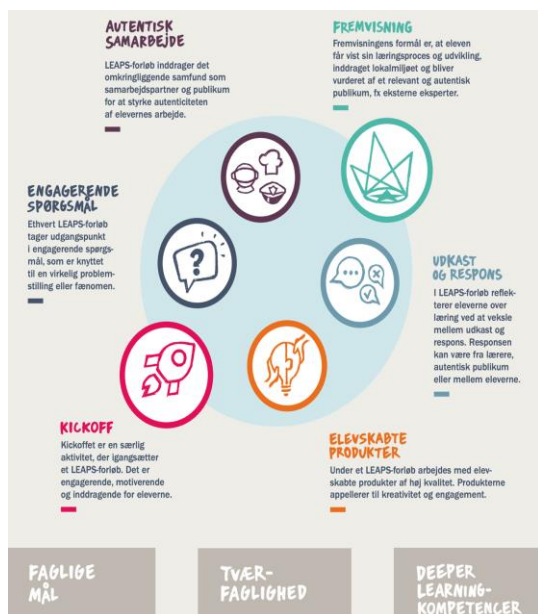 AUTENTISK
SAMARBEJDE
LEAPS-forløb inddrager det
omkringliggende samfund som
samarbejdspartner og publikum
for at styrke autenticiteten
af elevernes arbejde.
FREMVISNING
Fremvisningens formål er, at eleven
får vist sin læringsproces og udvikling,
inddraget lokalmiljøet og bliver
vurderet af et relevant og autentisk
publikum, fx eksterne eksperter.
ENGAGERENDE
SPØRGSMÅL
Ethvert LEAPS-forløb
tager udgangspunkt
i engagerende spørgs-
mål, som er knyttet
til en virkelig problem-
stilling eller fænomen.
?
UDKAST
OG RESPONS
I LEAPS-forløb reflek-
terer eleverne over
læring ved at veksle
mellem udkast og
respons. Responsen
kan være fra lærere,
autentisk publikum
eller mellem eleverne.
KICKOFF
Kickoffet er en særlig
aktivitet, der igangsætter
et LEAPS-forløb. Det er
engagerende, motiverende
og inddragende for eleverne.
ELEVSKABTE
PRODUKTER
Under et LEAPS-forløb arbejdes med elev-
skabte produkter af høj kvalitet. Produkterne
appellerer til kreativitet og engagement.
FAGLIGE
MÅL
TVÆR-
FAGLIGHED
DEEPER
LEARNING-
KOMPETENCER